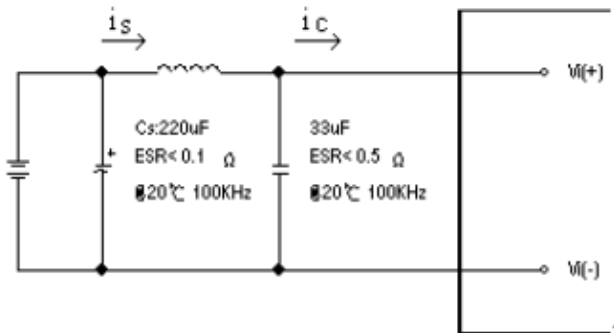 is
ic
Cs:220uF
ESR<0.1 Ω
@20℃ 100KHz
+
33uF
ESR<0.5 Ω
@20℃ 100KHz
Vi(+)
Vi(-)